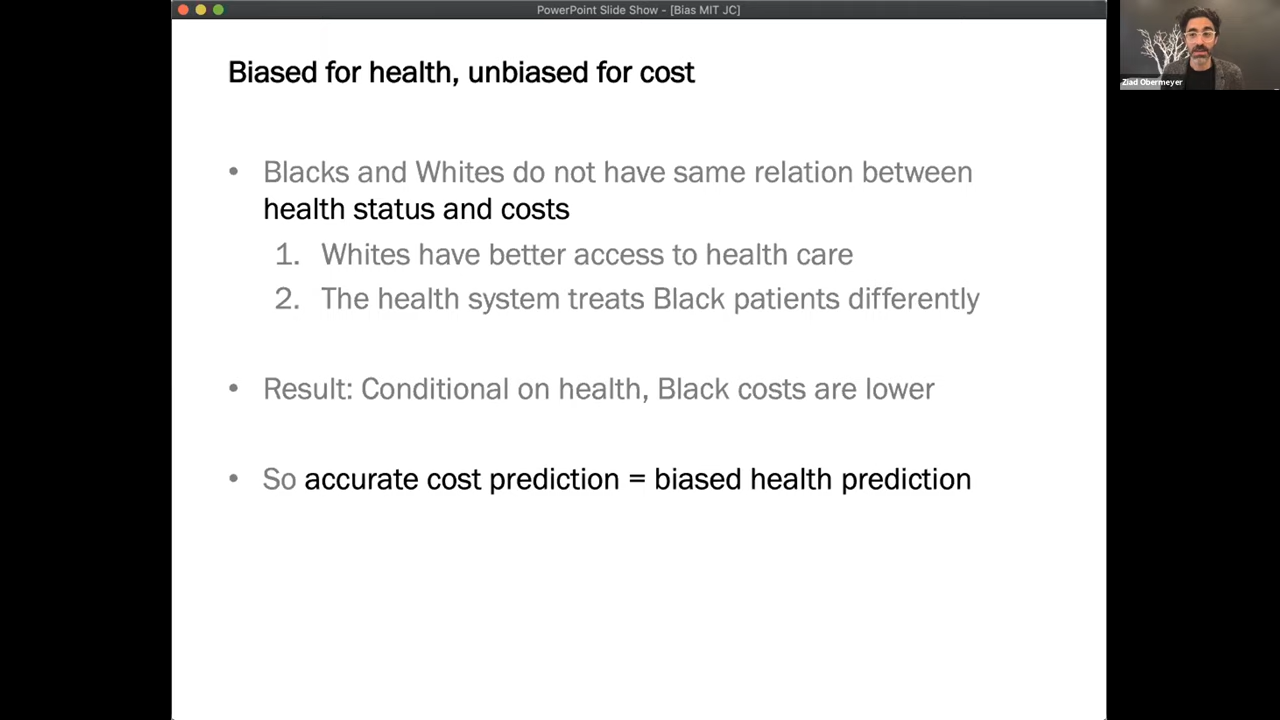 PowerPoint Slide Show - [Bias MIT JC]
Ziad Obermeyer
Biased for health, unbiased for cost
• Blacks and Whites do not have same relation between
health status and costs
1. Whites have better access to health care
2. The health system treats Black patients differently
• Result: Conditional on health, Black costs are lower
• So accurate cost prediction = biased health prediction